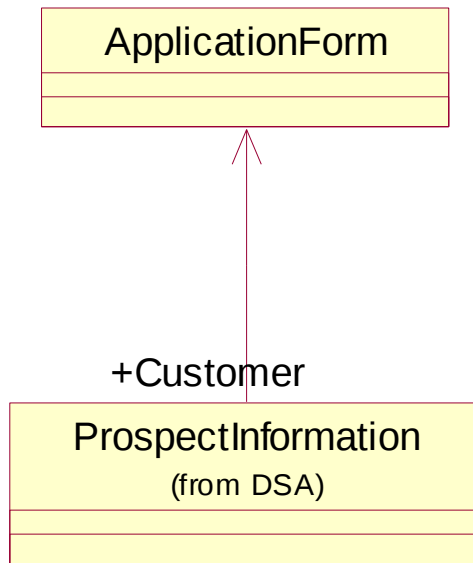 ApplicationForm
+Customer
ProspectInformation
(from DSA)